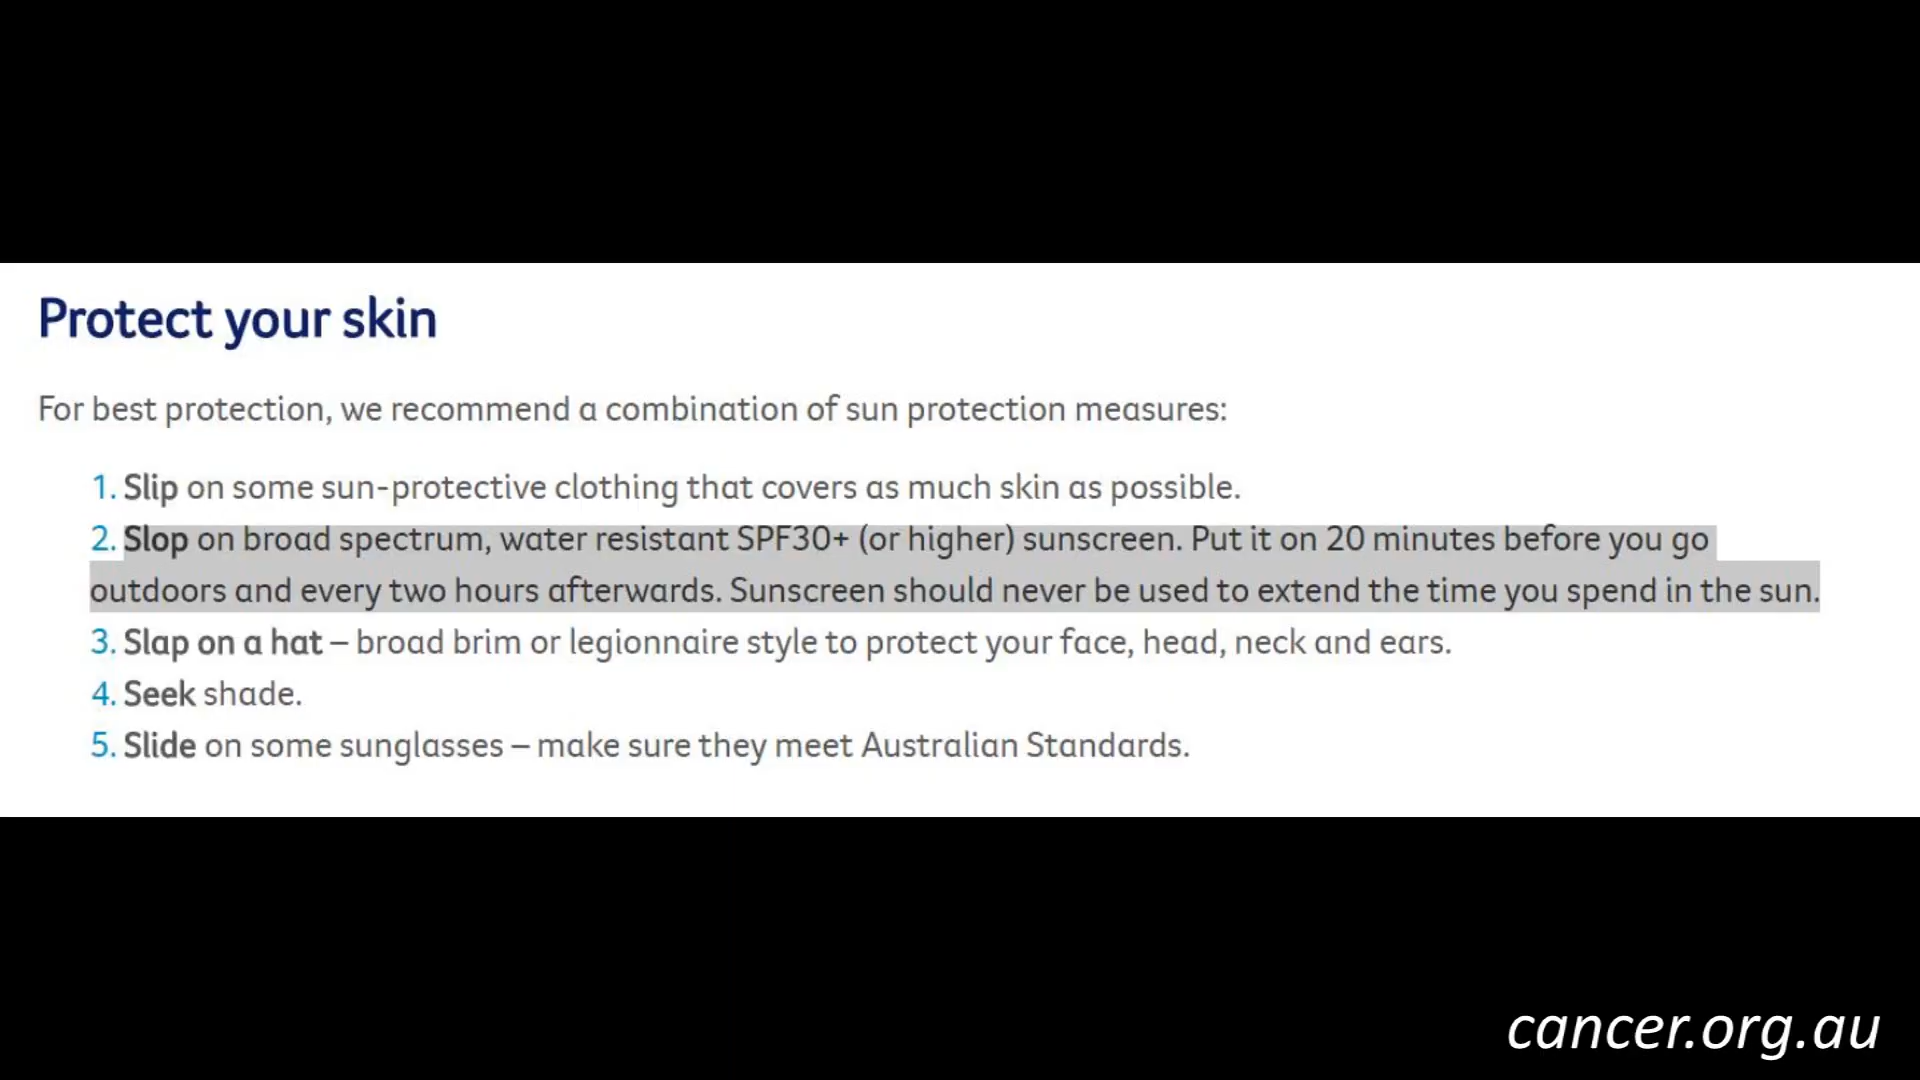 Protect your skin
For best protection, we recommend a combination of sun protection measures:
1. Slip on some sun-protective clothing that covers as much skin as possible.
2. Slop on broad spectrum, water resistant SPF30+ (or higher) sunscreen. Put it on 20 minutes before you go
outdoors and every two hours afterwards. Sunscreen should never be used to extend the time you spend in the sun.
3. Slap on a hat – broad brim or legionnaire style to protect your face, head, neck and ears.
4. Seek shade.
5. Slide on some sunglasses – make sure they meet Australian Standards.
cancer.org.au